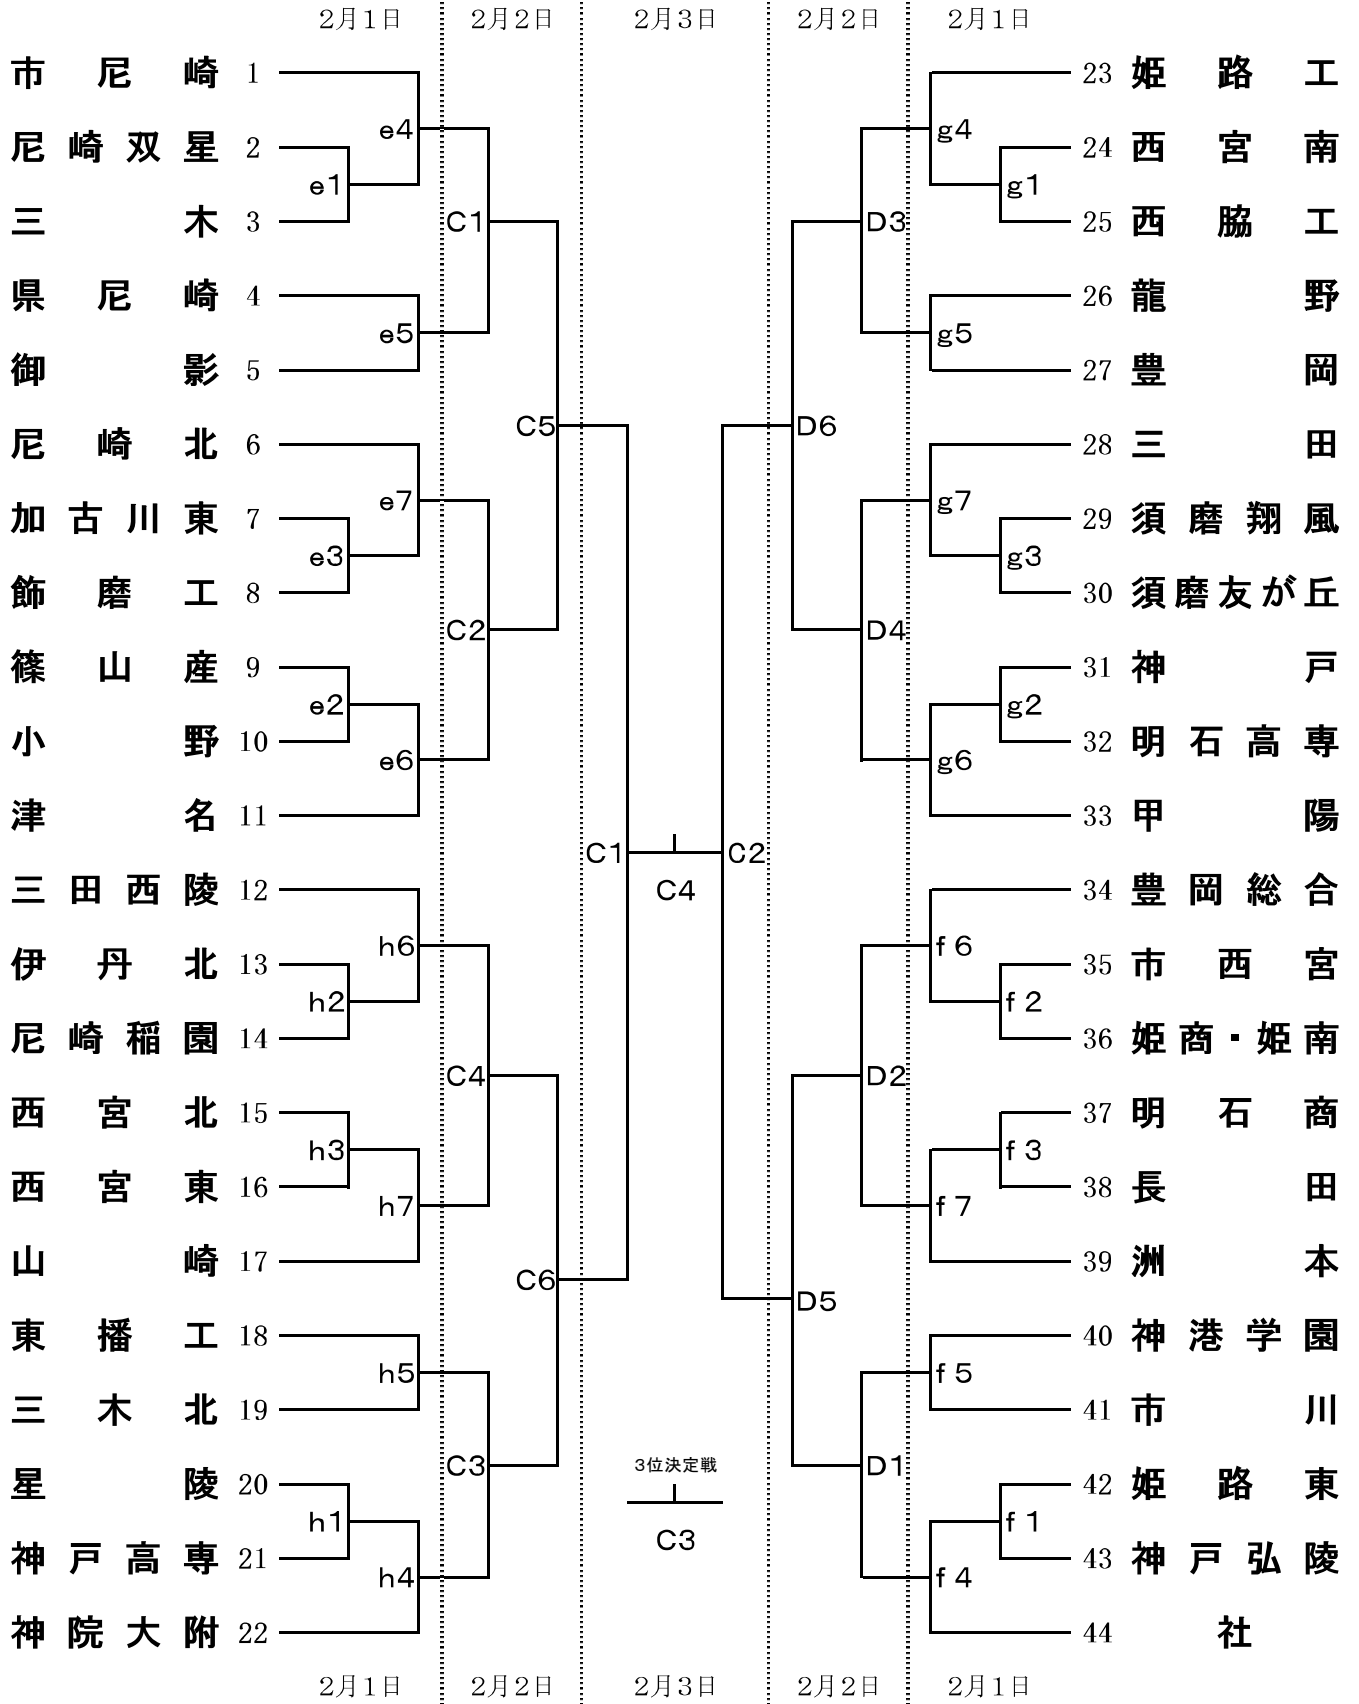 2月1日 2月2日 2月3日 2月2日 2月1日
市尼崎 1 23 姫路工
e4 g4
尼崎双星 2 24 西宮南
e1 g1
三木 3 C1 D3 25 西脇工
県尼崎 4 26 龍野
e5 g5
御影 5 27 豊岡
C5 D6
尼崎北 6 28 三田
e7 g7
加古川東 7 29 須磨翔風
e3 g3
飾磨工 8 30 須磨友が丘
C2 D4
篠山産 9 31 神戸
e2 g2
小野 10 32 明石高専
e6 g6
津名 11 33 甲陽
C1 C2
三田西陵 12 C4 34 豊岡総合
h6 f6
伊丹北 13 35 市西宮
h2 f2
尼崎稲園 14 36 姫商・姫南
C4 D2
西宮北 15 37 明石商
h3 f3
西宮東 16 38 長田
h7 f7
山崎 17 39 洲本
C6 D5
東播工 18 40 神港学園
h5 f5
三木北 19 41 市川
C3 3位決定戦 D1
星陵 20 42 姫路東
h1 f1
C3
神戸高専 21 43 神戸弘陵
h4 f4
神院大附 22 44 社
2月1日 2月2日 2月3日 2月2日 2月1日